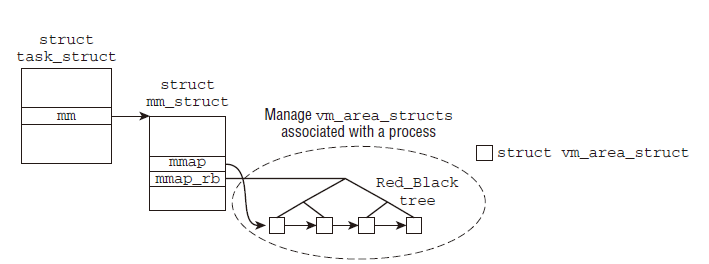 struct
task_struct
mm
struct
mm_struct
mmap
mmap_rb
Manage vm_area_structs
associated with a process
struct vm_area_struct
Red_Black
tree